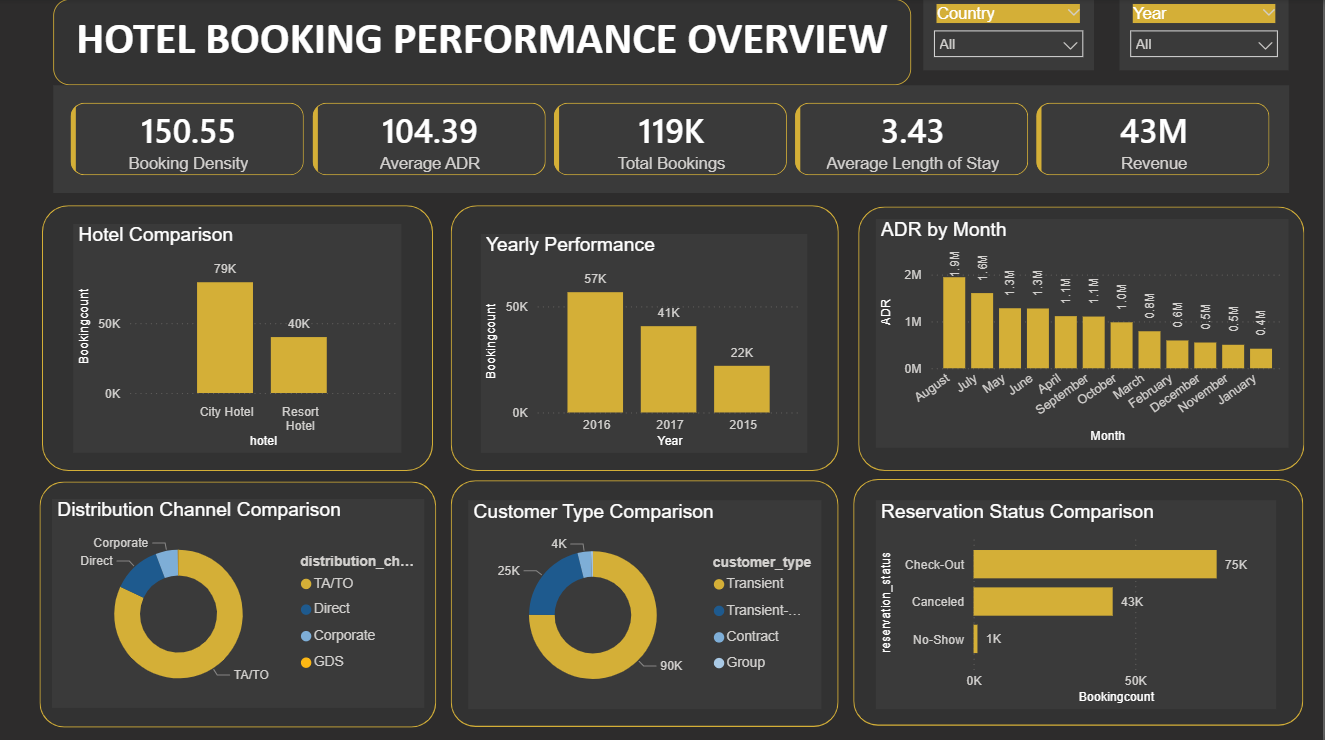 HOTEL BOOKING PERFORMANCE OVERVIEW
Country
All
Year
All
150.55
Booking Density
104.39
Average ADR
119K
Total Bookings
3.43
Average Length of Stay
43M
Revenue
Hotel Comparison
Bookingcount
50K
0K
79K
40K
City Hotel
Resort
Hotel
hotel
Yearly Performance
Bookingcount
50K
0K
57K
41K
22K
2016
2017
2015
Year
ADR by Month
ADR
2M
1M
0M
1.9M
1.6M
1.3M
1.3M
1.1M
1.1M
1.0M
0.8M
0.6M
0.5M
0.5M
0.4M
August
July
May
June
April
September
October
March
February
December
November
January
Month
Distribution Channel Comparison
Corporate
Direct
TA/TO
distribution_ch...
TA/TO
Direct
Corporate
GDS
Customer Type Comparison
4K
25K
90K
customer_type
Transient
Transient-...
Contract
Group
Reservation Status Comparison
reservation_status
Check-Out
75K
Canceled
43K
No-Show
1K
0K
50K
Bookingcount